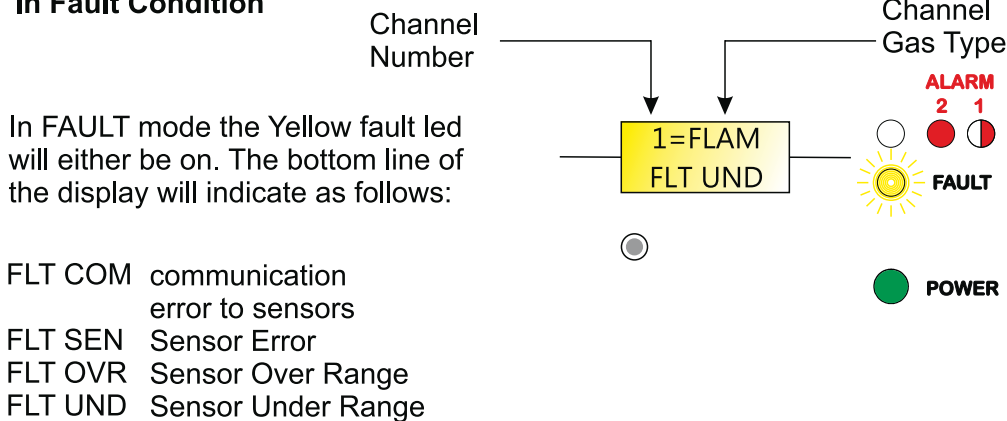 In Fault Condition
Channel
Number
Channel
Gas Type
In FAULT mode the Yellow fault led
will either be on. The bottom line of
the display will indicate as follows:
1=FLAM
FLT UND
ALARM
2 1
FAULT
POWER
FLT COM communication
error to sensors
FLT SEN Sensor Error
FLT OVR Sensor Over Range
FLT UND Sensor Under Range